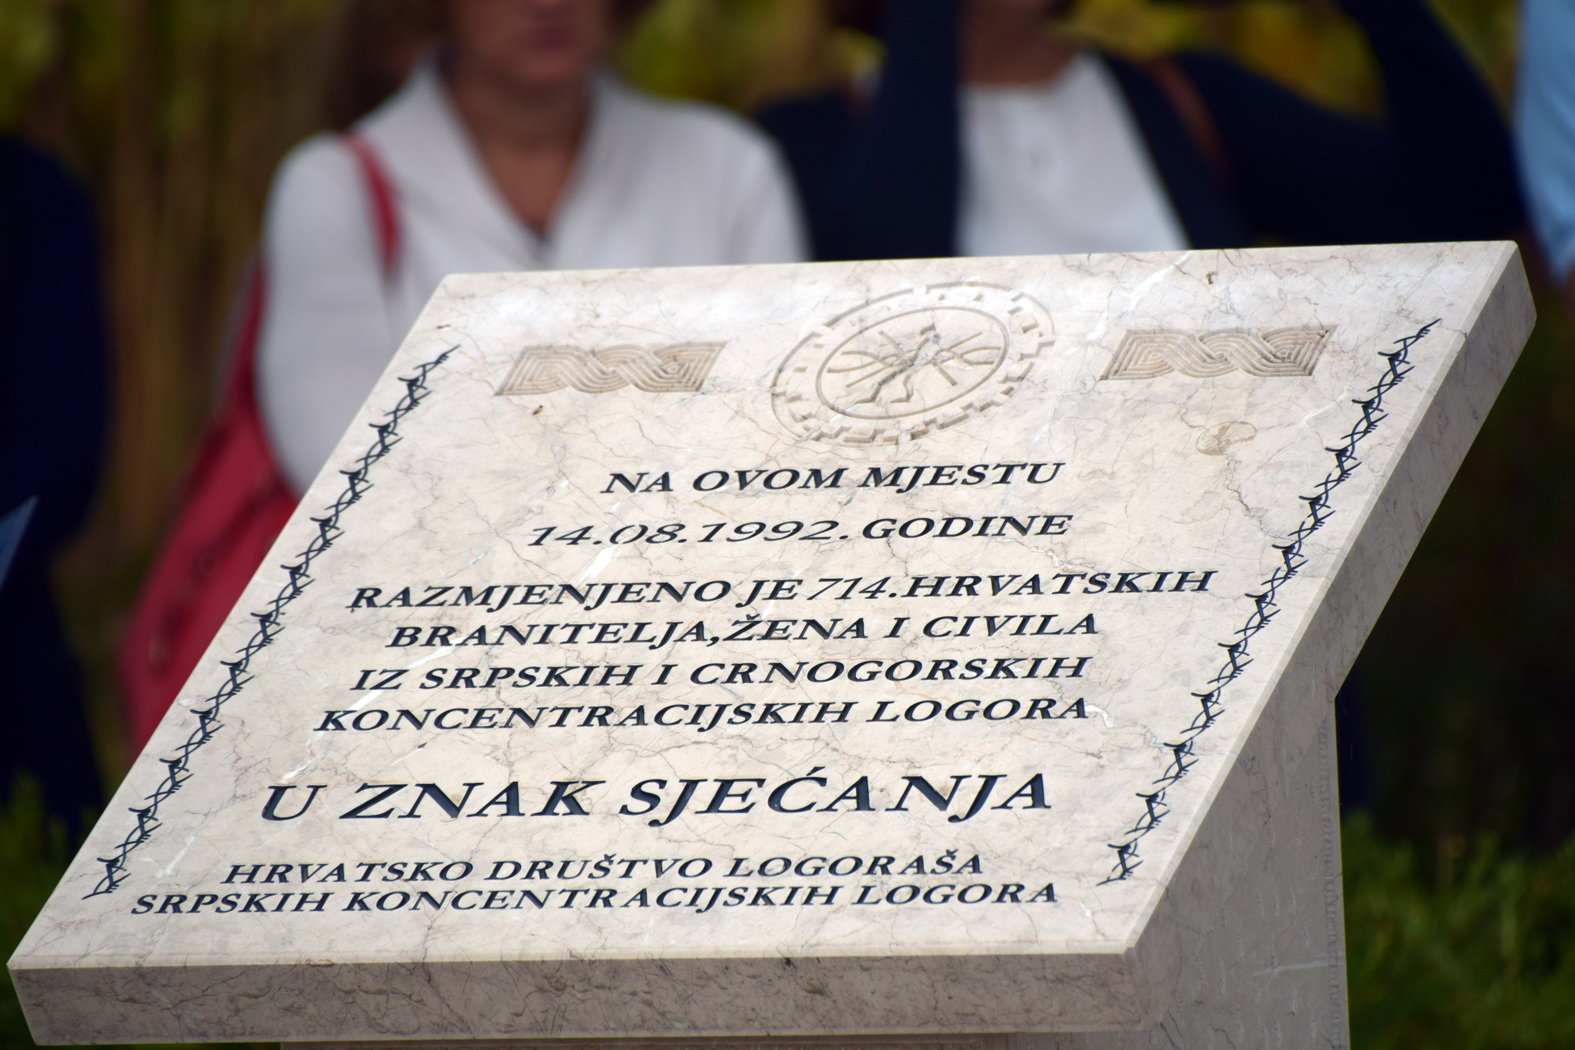 NA OVOM MJESTU
14.08.1992.GODINE
RAZMJENJENO JE 714.HRVATSKIH
BRANITELJA,ŽENA I CIVILA
IZ SRPSKIH I CRNOGORSKIH
KONCENTRACIJSKIH LOGORA
U ZNAK SJEĆANJA
HRVATSKO DRUŠTVO LOGORAŠA
SRPSKIH KONCENTRACIJSKIH LOGORA